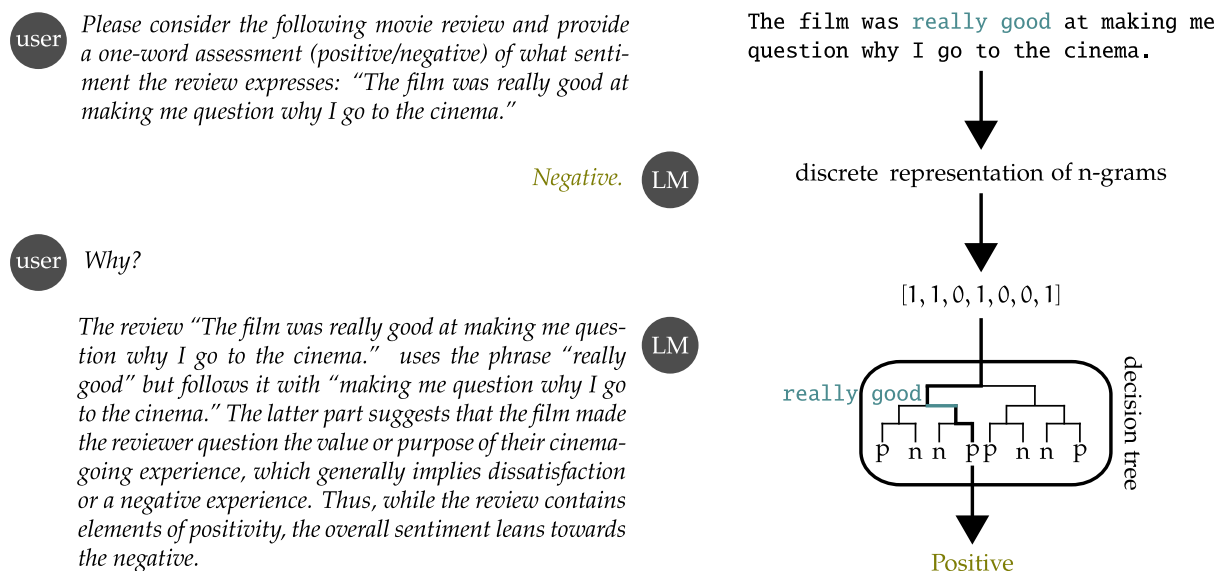 user
Please consider the following movie review and provide
a one-word assessment (positive/negative) of what senti-
ment the review expresses: “The film was really good at
making me question why I go to the cinema.”
Negative.
LM
user
Why?
The review “The film was really good at making me ques-
tion why I go to the cinema.” uses the phrase “really
good” but follows it with “making me question why I go
to the cinema.” The latter part suggests that the film made
the reviewer question the value or purpose of their cinema-
going experience, which generally implies dissatisfaction
or a negative experience. Thus, while the review contains
elements of positivity, the overall sentiment leans towards
the negative.
LM
The film was really good at making me
question why I go to the cinema.
discrete representation of n-grams
[1, 1, 0, 1, 0, 0, 1]
really good
p n n p p n n p
decision tree
Positive